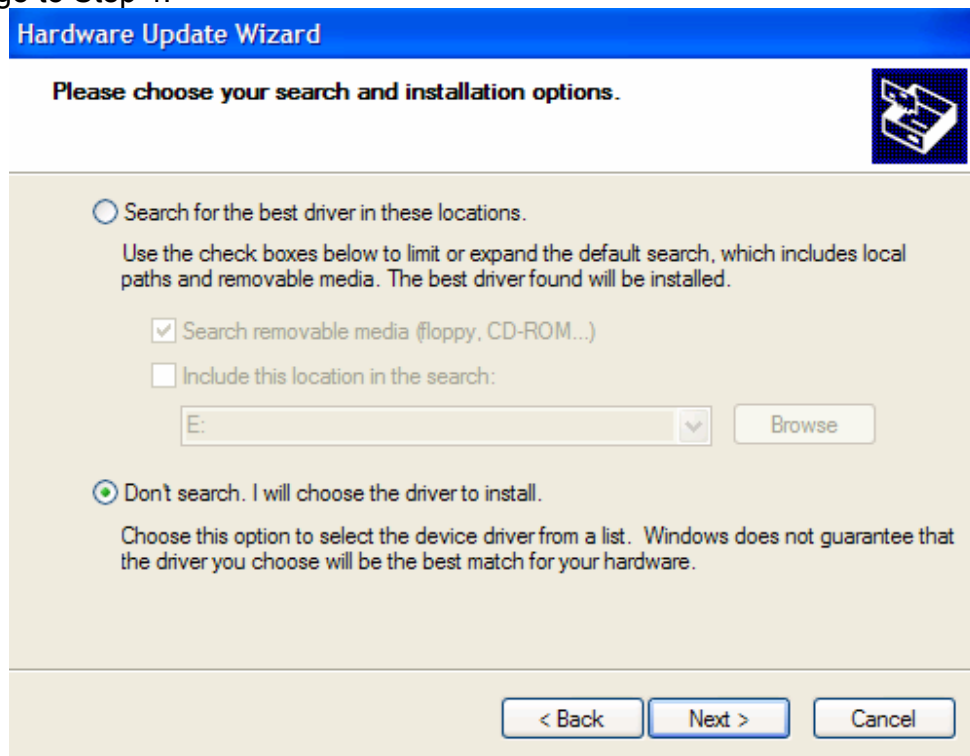 go to Step 4.
Hardware Update Wizard
Please choose your search and installation options.
Search for the best driver in these locations.
Use the check boxes below to limit or expand the default search, which includes local
paths and removable media. The best driver found will be installed.
Search removable media (floppy, CD-ROM...)
Include this location in the search:
E:
Browse
Don't search. I will choose the driver to install.
Choose this option to select the device driver from a list.  Windows does not guarantee that
the driver you choose will be the best match for your hardware.
< Back
Next >
Cancel